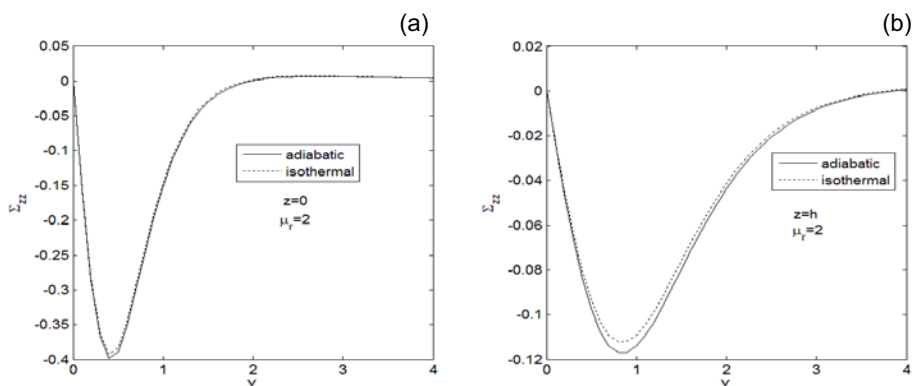 (a)
0.05
0
-0.05
-0.1
-0.15
-0.2
-0.25
-0.3
-0.35
-0.4
Σzz
adiabatic
isothermal
z=0
μr=2
0 1 2 3 4
Y
(b)
0.02
0
-0.02
-0.04
-0.06
-0.08
-0.1
-0.12
Σzz
adiabatic
isothermal
z=h
μr=2
0 1 2 3 4
Y